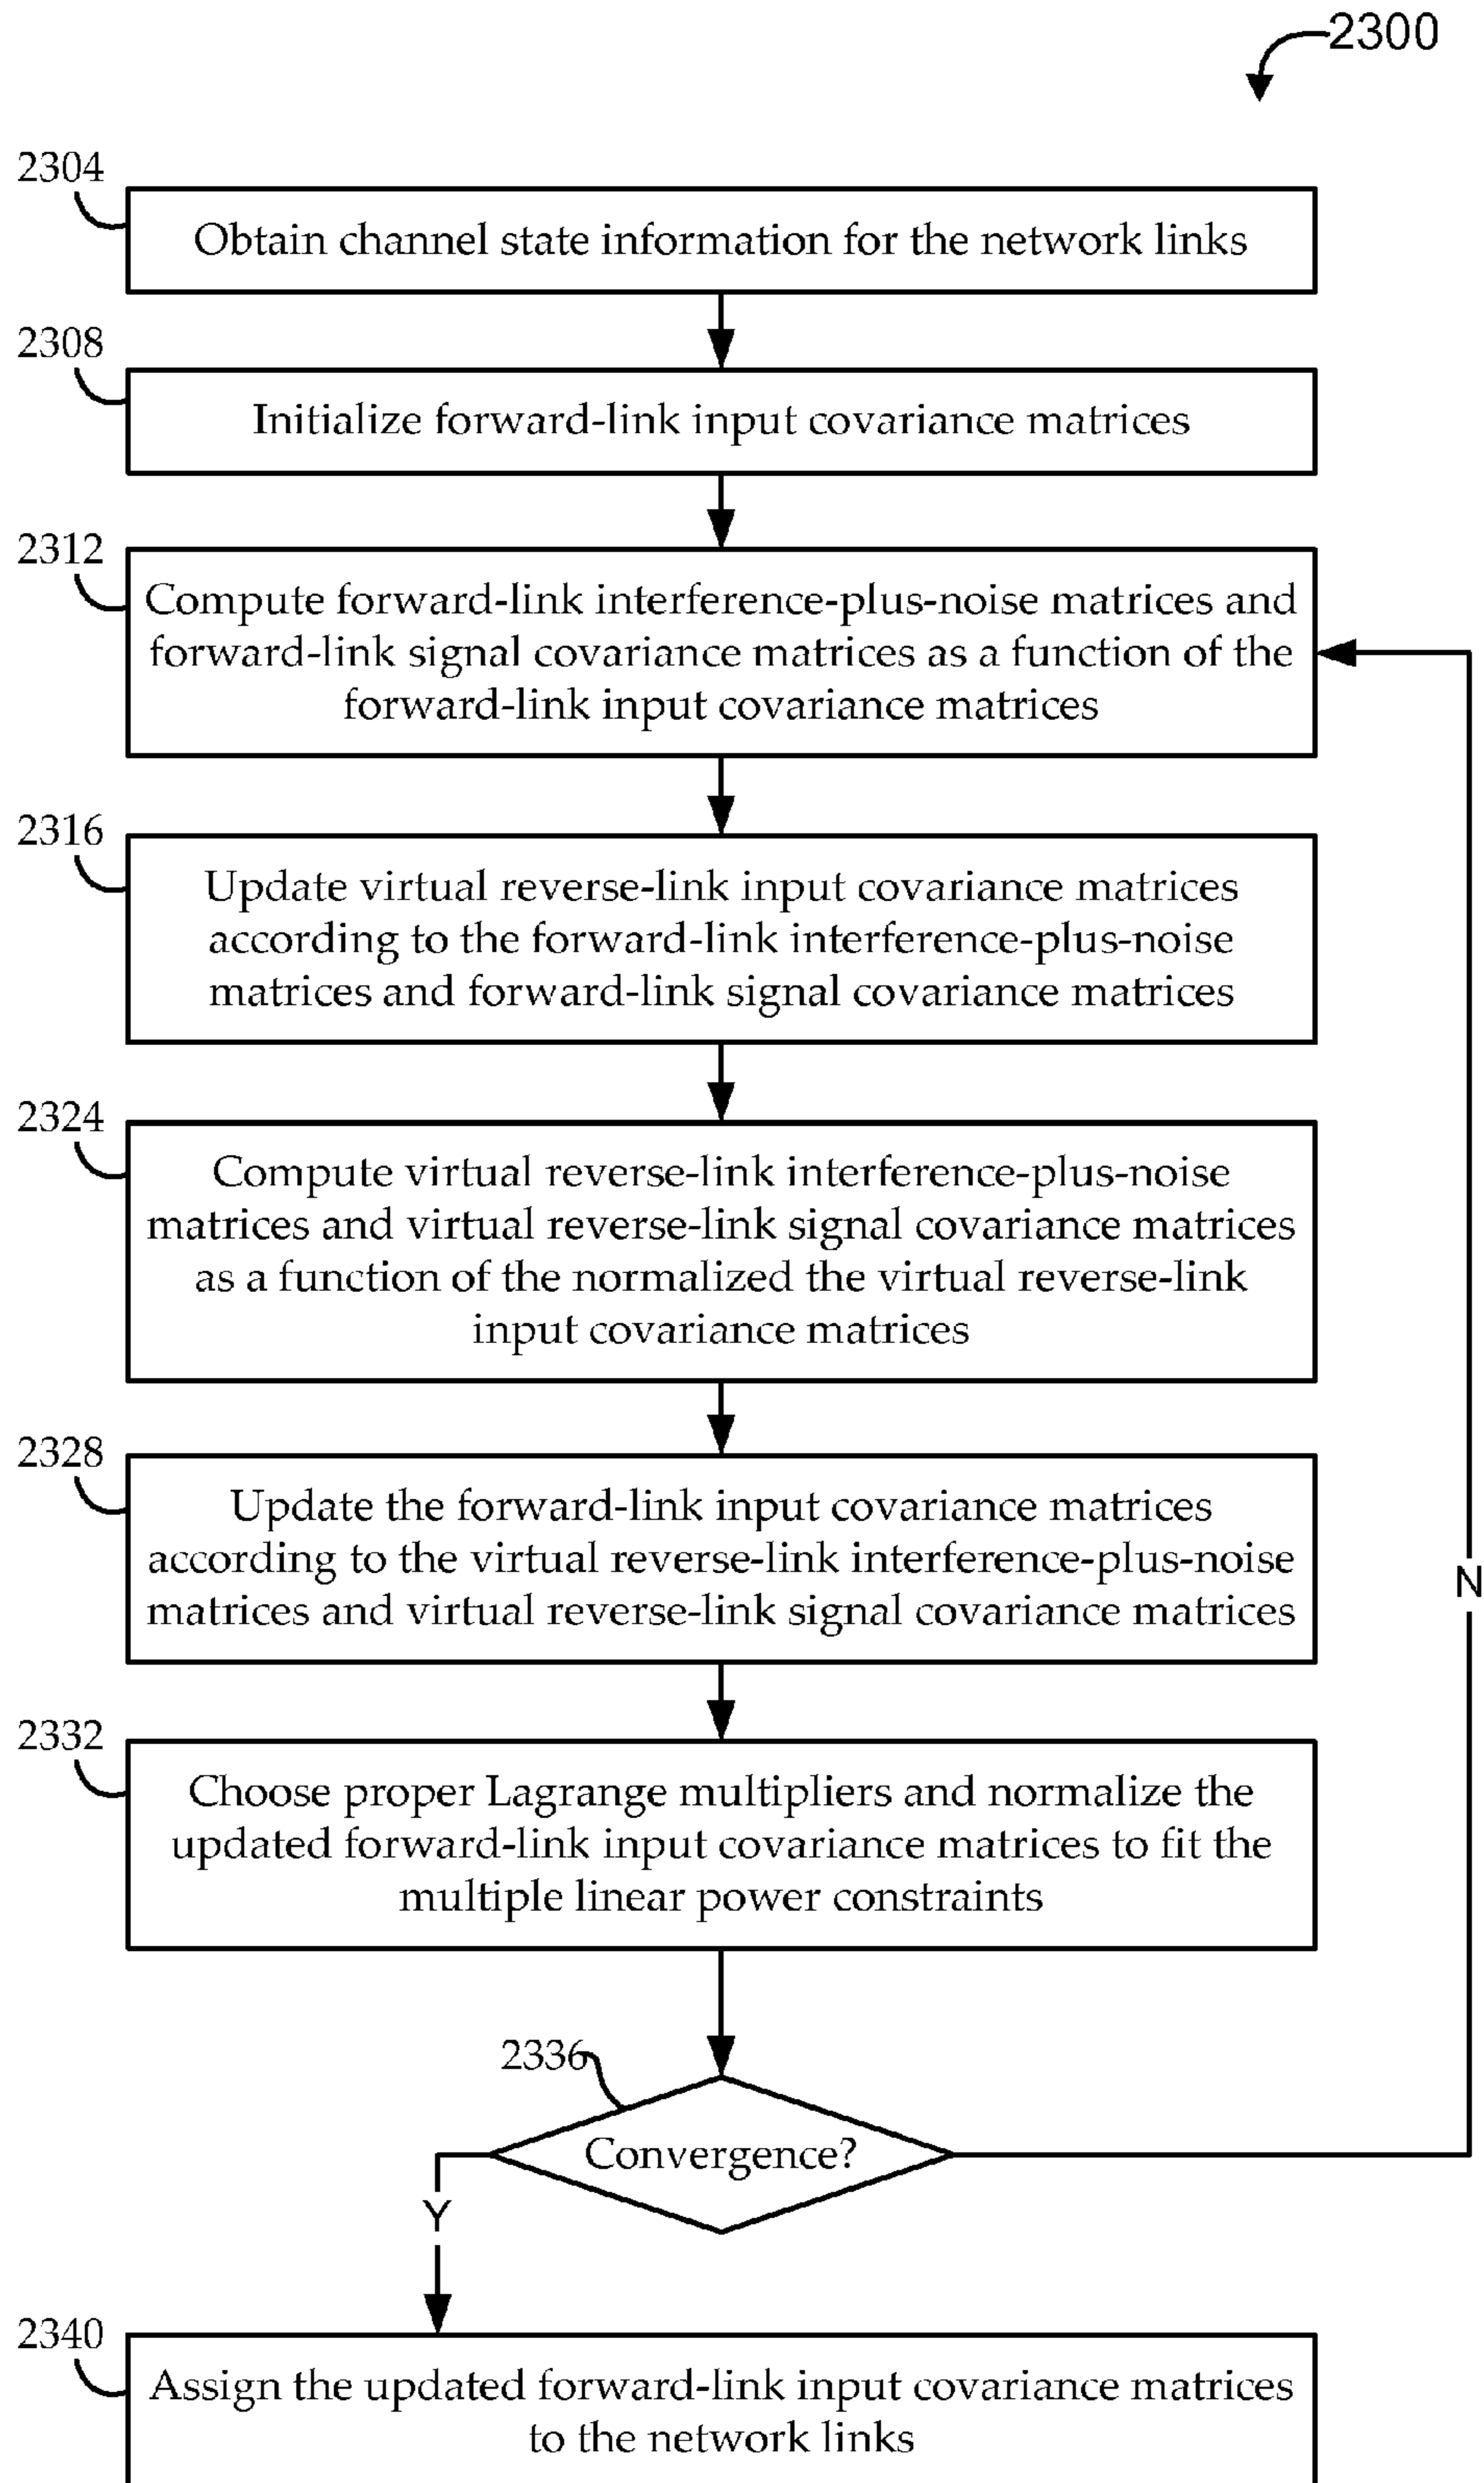 2300
2304
Obtain channel state information for the network links
2308
Initialize forward-link input covariance matrices
2312
Compute forward-link interference-plus-noise matrices and
forward-link signal covariance matrices as a function of the
forward-link input covariance matrices
2316
Update virtual reverse-link input covariance matrices
according to the forward-link interference-plus-noise
matrices and forward-link signal covariance matrices
2324
Compute virtual reverse-link interference-plus-noise
matrices and virtual reverse-link signal covariance matrices
as a function of the normalized the virtual reverse-link
input covariance matrices
2328
Update the forward-link input covariance matrices
according to the virtual reverse-link interference-plus-noise
matrices and virtual reverse-link signal covariance matrices
N
2332
Choose proper Lagrange multipliers and normalize the
updated forward-link input covariance matrices to fit the
multiple linear power constraints
2336
Convergence?
Y
2340
Assign the updated forward-link input covariance matrices
to the network links